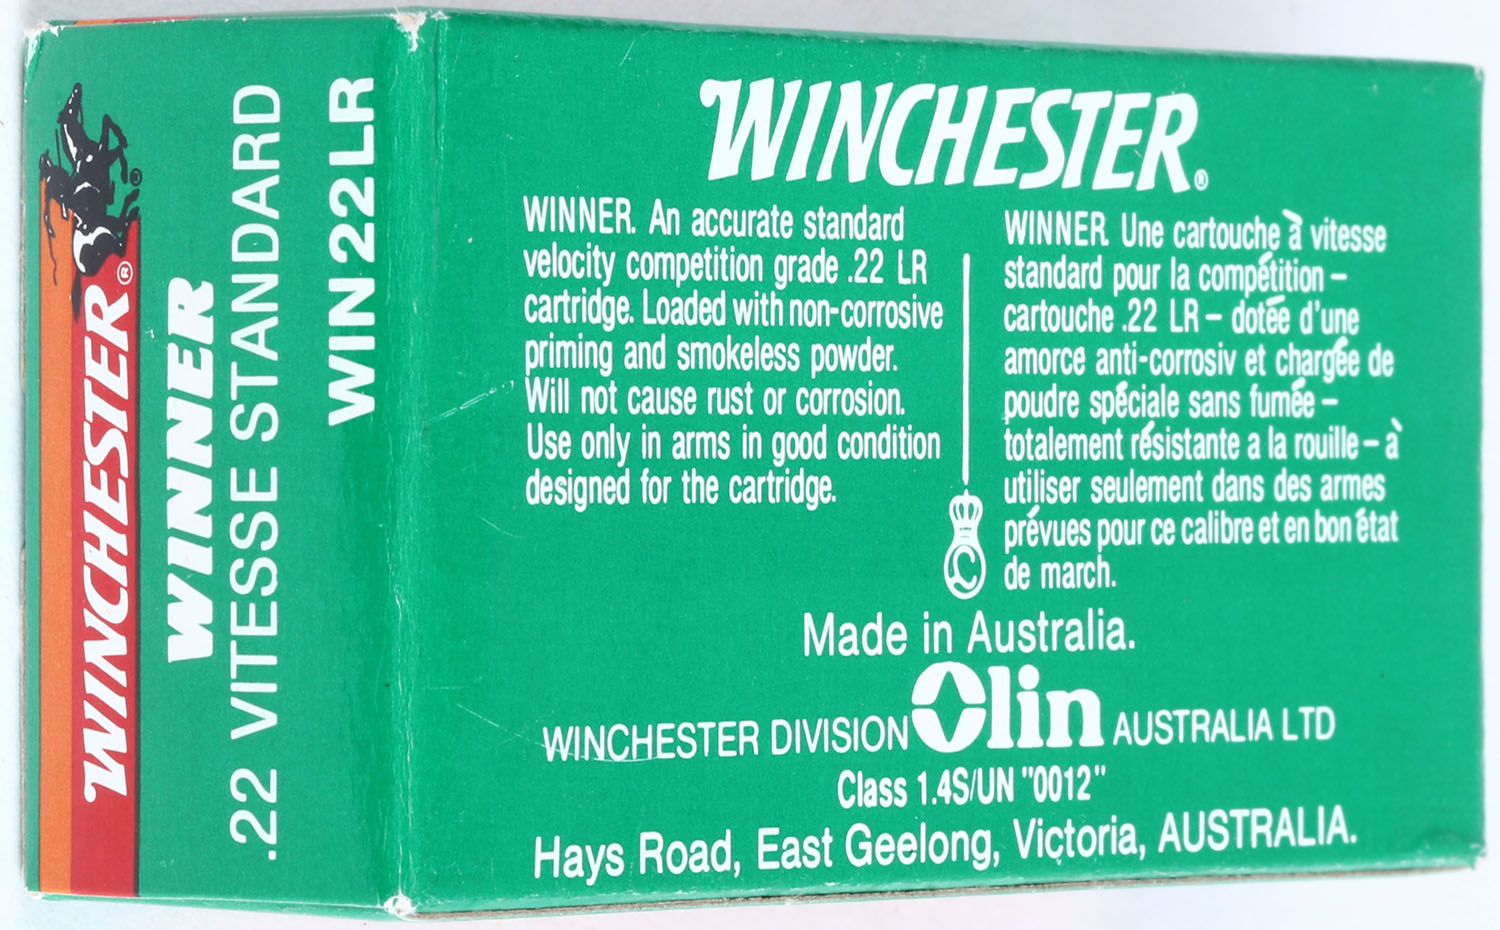 WINCHESTER®
WINNER
.22 VITESSE STANDARD
WIN 22 LR
WINCHESTER®
WINNER. An accurate standard
velocity competition grade .22 LR
cartridge. Loaded with non-corrosive
priming and smokeless powder.
Will not cause rust or corrosion.
Use only in arms in good condition
designed for the cartridge.
WINNER. Une cartouche à vitesse
standard pour la compétition –
cartouche .22 LR – dotée d'une
amorce anti-corrosiv et chargée de
poudre spéciale sans fumée –
totalement résistante a la rouille – à
utiliser seulement dans des armes
prévues pour ce calibre et en bon état
de march.
Made in Australia.
WINCHESTER DIVISION Olin AUSTRALIA LTD
Class 1.4S/UN "0012"
Hays Road, East Geelong, Victoria, AUSTRALIA.